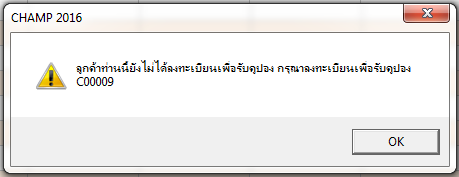 CHAMP 2016
ลูกค้าท่านนี้ยังไม่ได้ลงทะเบียนเพื่อรับคูปอง กรุณาลงทะเบียนเพื่อรับคูปอง
C00009
OK